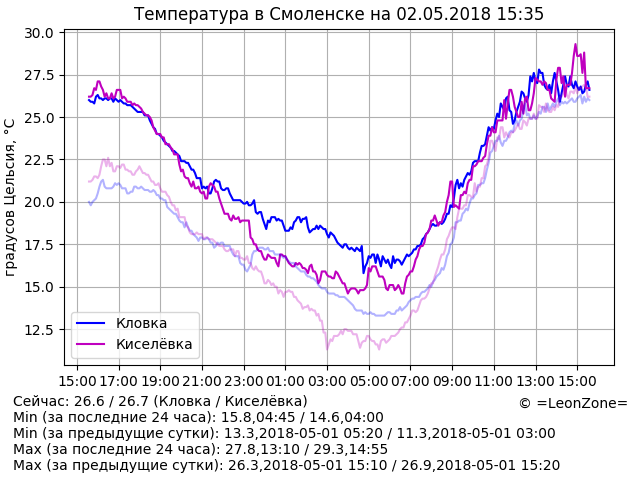 Температура в Смоленске на 02.05.2018 15:35
градусов Цельсия, °C
30.0
27.5
25.0
22.5
20.0
17.5
15.0
12.5
Кловка
Киселёвка
15:00 17:00 19:00 21:00 23:00 01:00 03:00 05:00 07:00 09:00 11:00 13:00 15:00
Сейчас: 26.6 / 26.7 (Кловка / Киселёвка)
© =LeonZone=
Min (за последние 24 часа): 15.8,04:45 / 14.6,04:00
Min (за предыдущие сутки): 13.3,2018-05-01 05:20 / 11.3,2018-05-01 03:00
Max (за последние 24 часа): 27.8,13:10 / 29.3,14:55
Max (за предыдущие сутки): 26.3,2018-05-01 15:10 / 26.9,2018-05-01 15:20